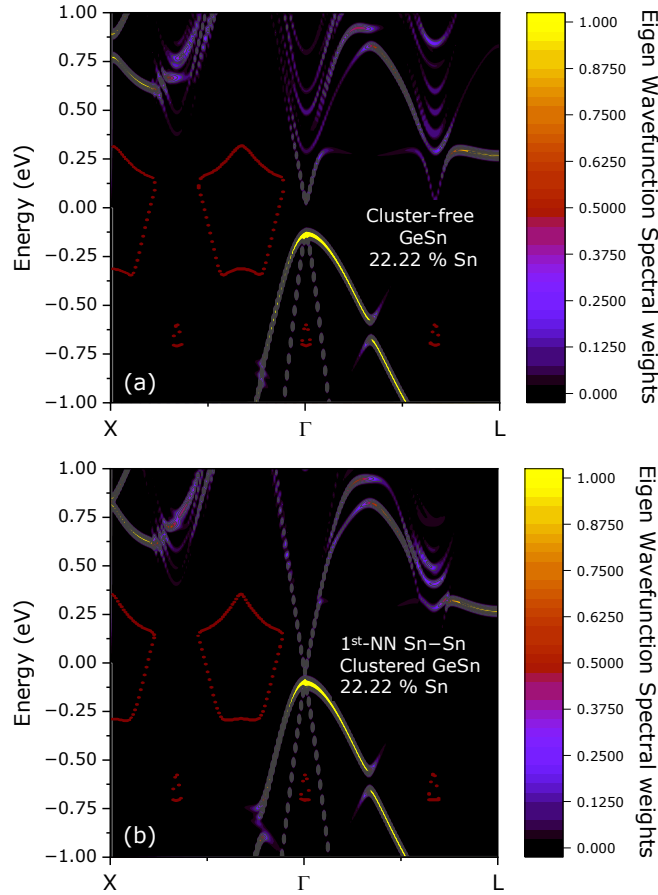 1.00
0.75
0.50
0.25
0.00
−0.25
−0.50
−0.75
−1.00
Energy (eV)
Cluster-free
GeSn
22.22 % Sn
(a)
X
Γ
L
1.000
0.8750
0.7500
0.6250
0.5000
0.3750
0.2500
0.1250
0.000
Eigen Wavefunction Spectral weights
1.00
0.75
0.50
0.25
0.00
−0.25
−0.50
−0.75
−1.00
Energy (eV)
1st-NN Sn−Sn
Clustered GeSn
22.22 % Sn
(b)
X
Γ
L
1.000
0.8750
0.7500
0.6250
0.5000
0.3750
0.2500
0.1250
0.000
Eigen Wavefunction Spectral weights